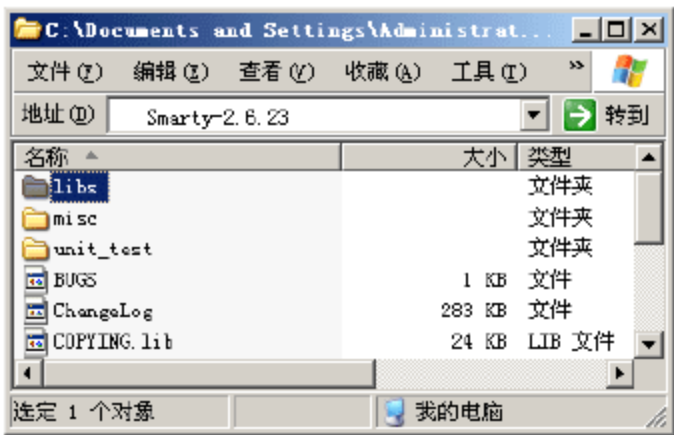 C:\Documents and Settings\Administrat...
文件(F) 编辑(E) 查看(V) 收藏(A) 工具(T) »
地址(D) Smarty-2.6.23 转到
名称 大小 类型
libs 文件夹
misc 文件夹
unit_test 文件夹
BUGS 1 KB 文件
ChangeLog 283 KB 文件
COPYING.lib 24 KB LIB 文件
选定 1 个对象 我的电脑